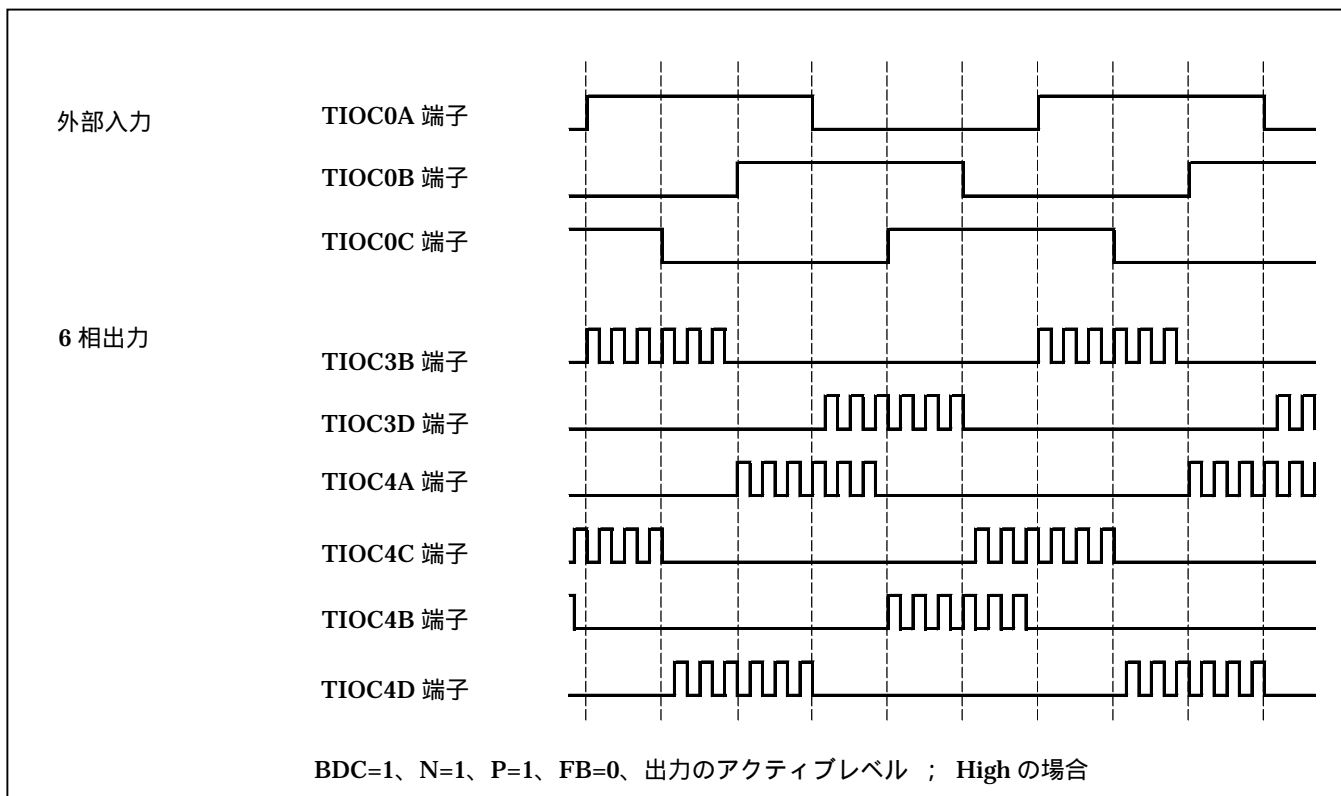 外部入力
TIOC0A 端子
TIOC0B 端子
TIOC0C 端子
6 相出力
TIOC3B 端子
TIOC3D 端子
TIOC4A 端子
TIOC4C 端子
TIOC4B 端子
TIOC4D 端子
BDC=1、N=1、P=1、FB=0、出力のアクティブレベル ; High の場合